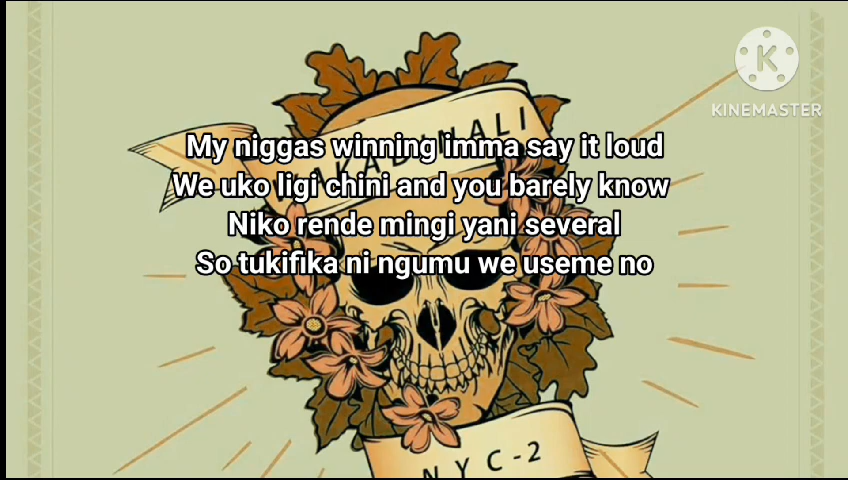 KINEMASTER
WAKADINALI
My niggas winning imma say it loud
We uko ligi chini and you barely know
Niko rende mingi yani several
So tukifika ni ngumu we useme no
NYC-2